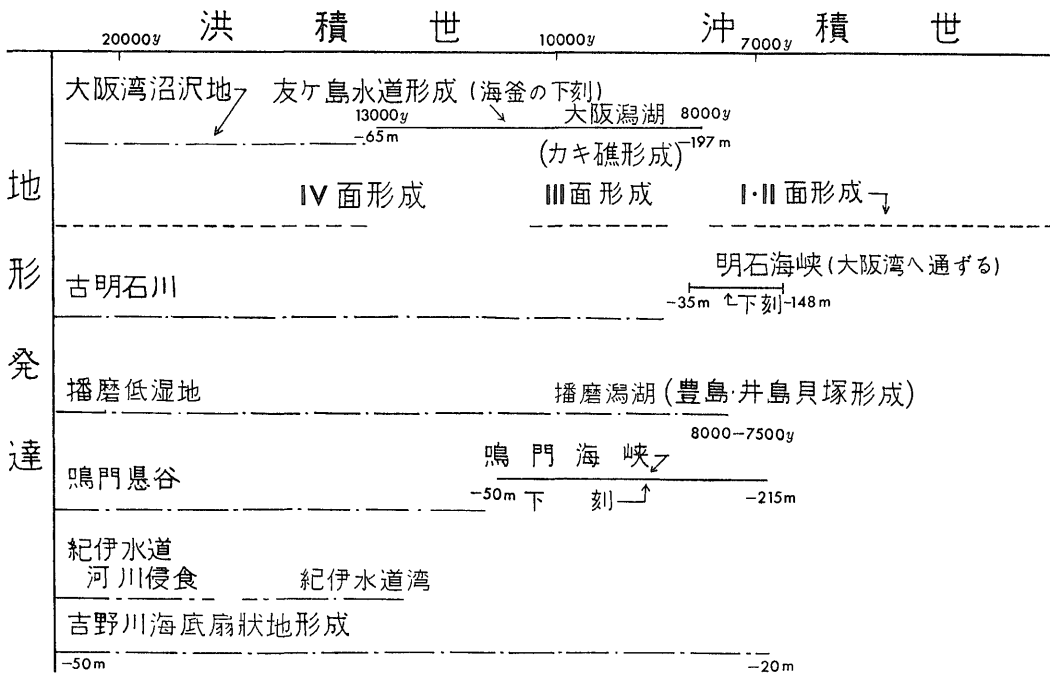 洪積世 沖積世
20000y 10000y 7000y
地形発達
大阪湾沼沢地 友ケ島水道形成 (海釜の下刻)
13000y 大阪潟湖 8000y
-65m (カキ礁形成) -197m
IV面形成 III面形成 I・II面形成
明石海峡(大阪湾へ通ずる)
古明石川 -35m 下刻 -148m
播磨低湿地 播磨潟湖(豊島・井島貝塚形成)
8000-7500y
鳴門海峡
鳴門懸谷 -50m 下刻 -215m
紀伊水道
河川侵食 紀伊水道湾
吉野川海底扇状地形成
-50m -20m